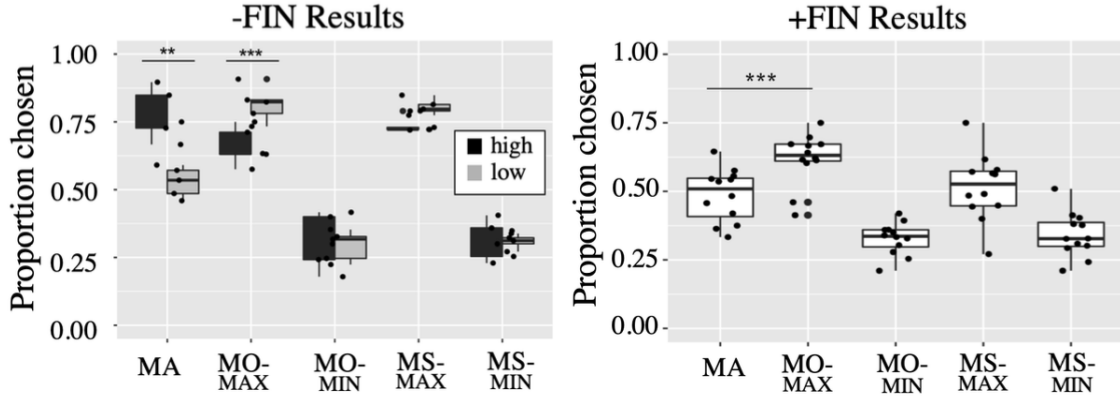 -FIN Results
Proportion chosen
1.00
0.75
0.50
0.25
0.00
**
***
high
low
MA
MO-
MAX
MO-
MIN
MS-
MAX
MS-
MIN
+FIN Results
Proportion chosen
1.00
0.75
0.50
0.25
0.00
***
MA
MO-
MAX
MO-
MIN
MS-
MAX
MS-
MIN